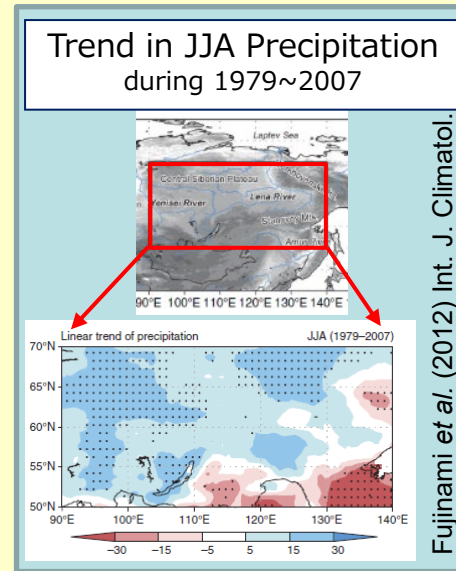 Trend in JJA Precipitation
during 1979~2007
Laptev Sea
Central Siberian Plateau
Yenisei River
Lena River
90°E 100°E 110°E 120°E 130°E 140°E
Linear trend of precipitation JJA (1979–2007)
70°N
65°N
60°N
55°N
50°N
90°E 100°E 110°E 120°E 130°E 140°E
−30 −15 −5 5 15 30
Fujinami et al. (2012) Int. J. Climatol.